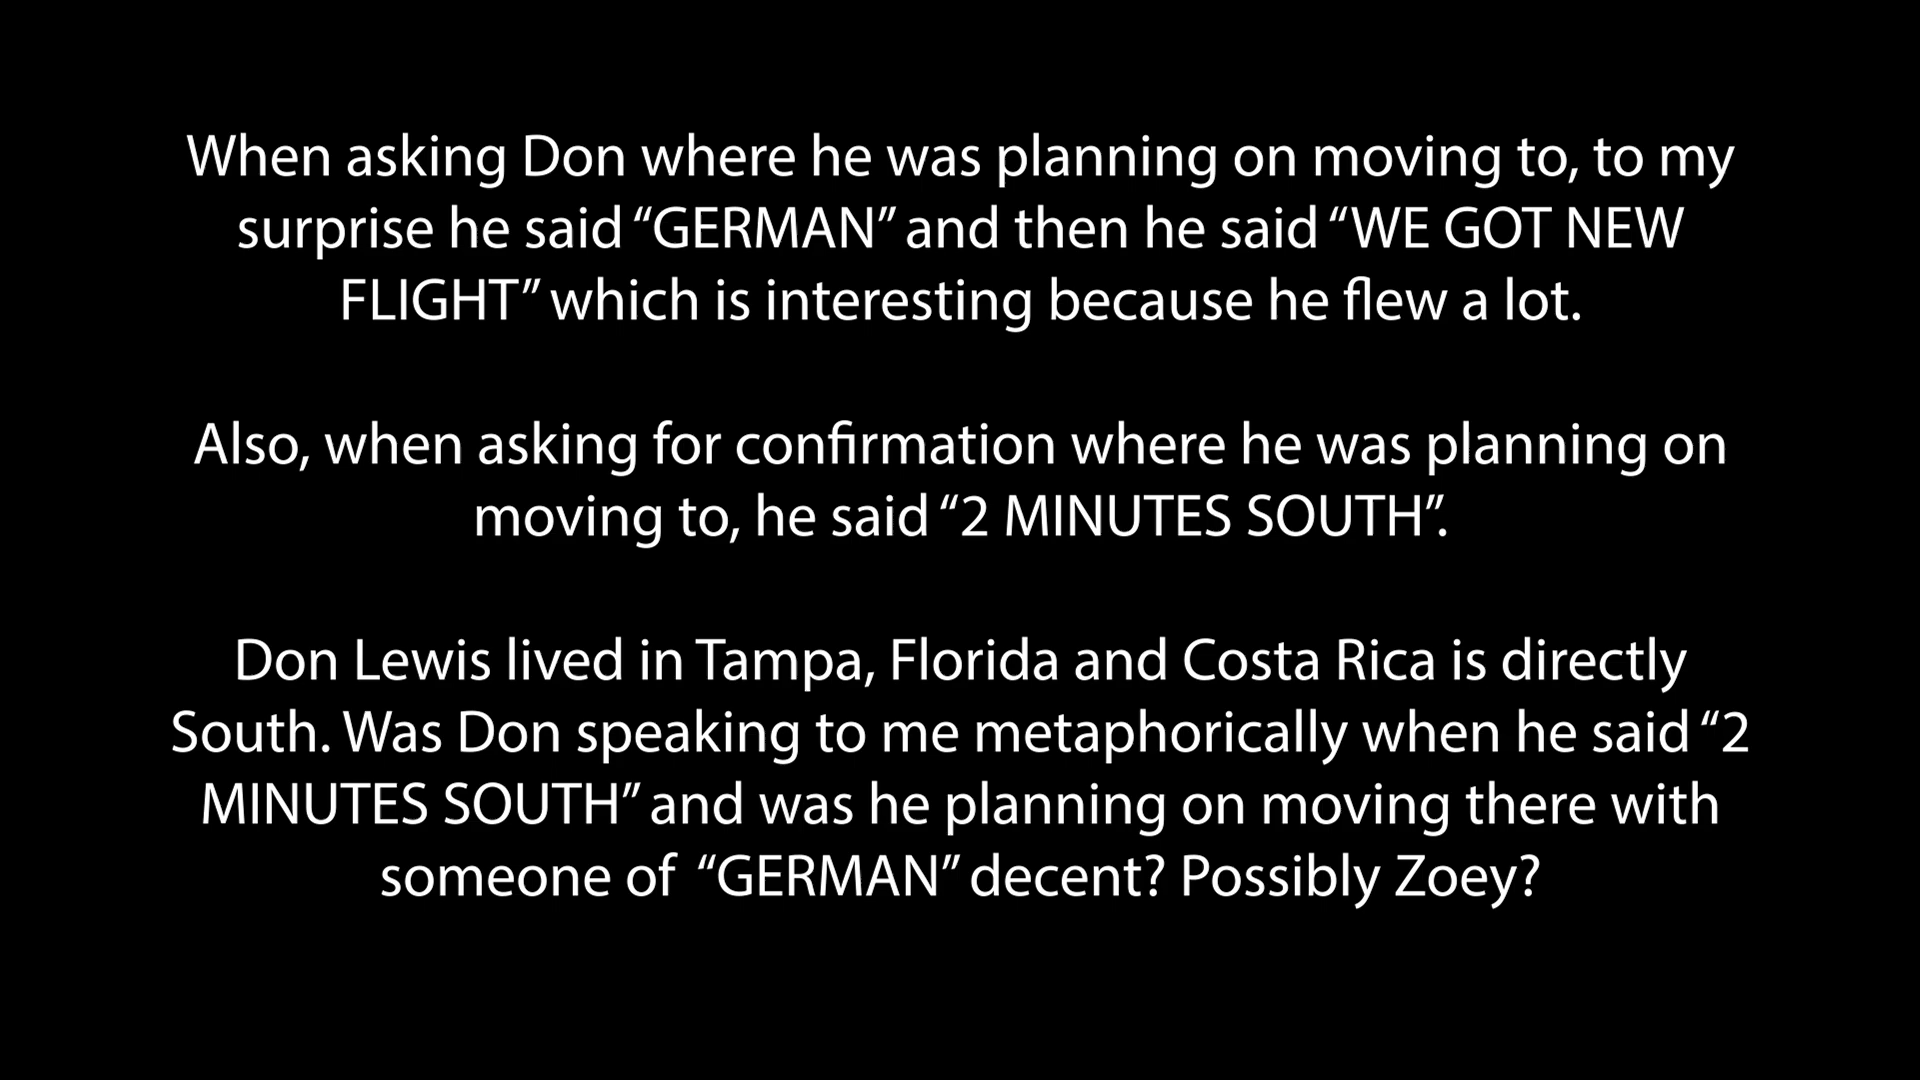 When asking Don where he was planning on moving to, to my
surprise he said “GERMAN” and then he said “WE GOT NEW
FLIGHT” which is interesting because he flew a lot.
Also, when asking for confirmation where he was planning on
moving to, he said “2 MINUTES SOUTH”.
Don Lewis lived in Tampa, Florida and Costa Rica is directly
South. Was Don speaking to me metaphorically when he said “2
MINUTES SOUTH” and was he planning on moving there with
someone of “GERMAN” decent? Possibly Zoey?